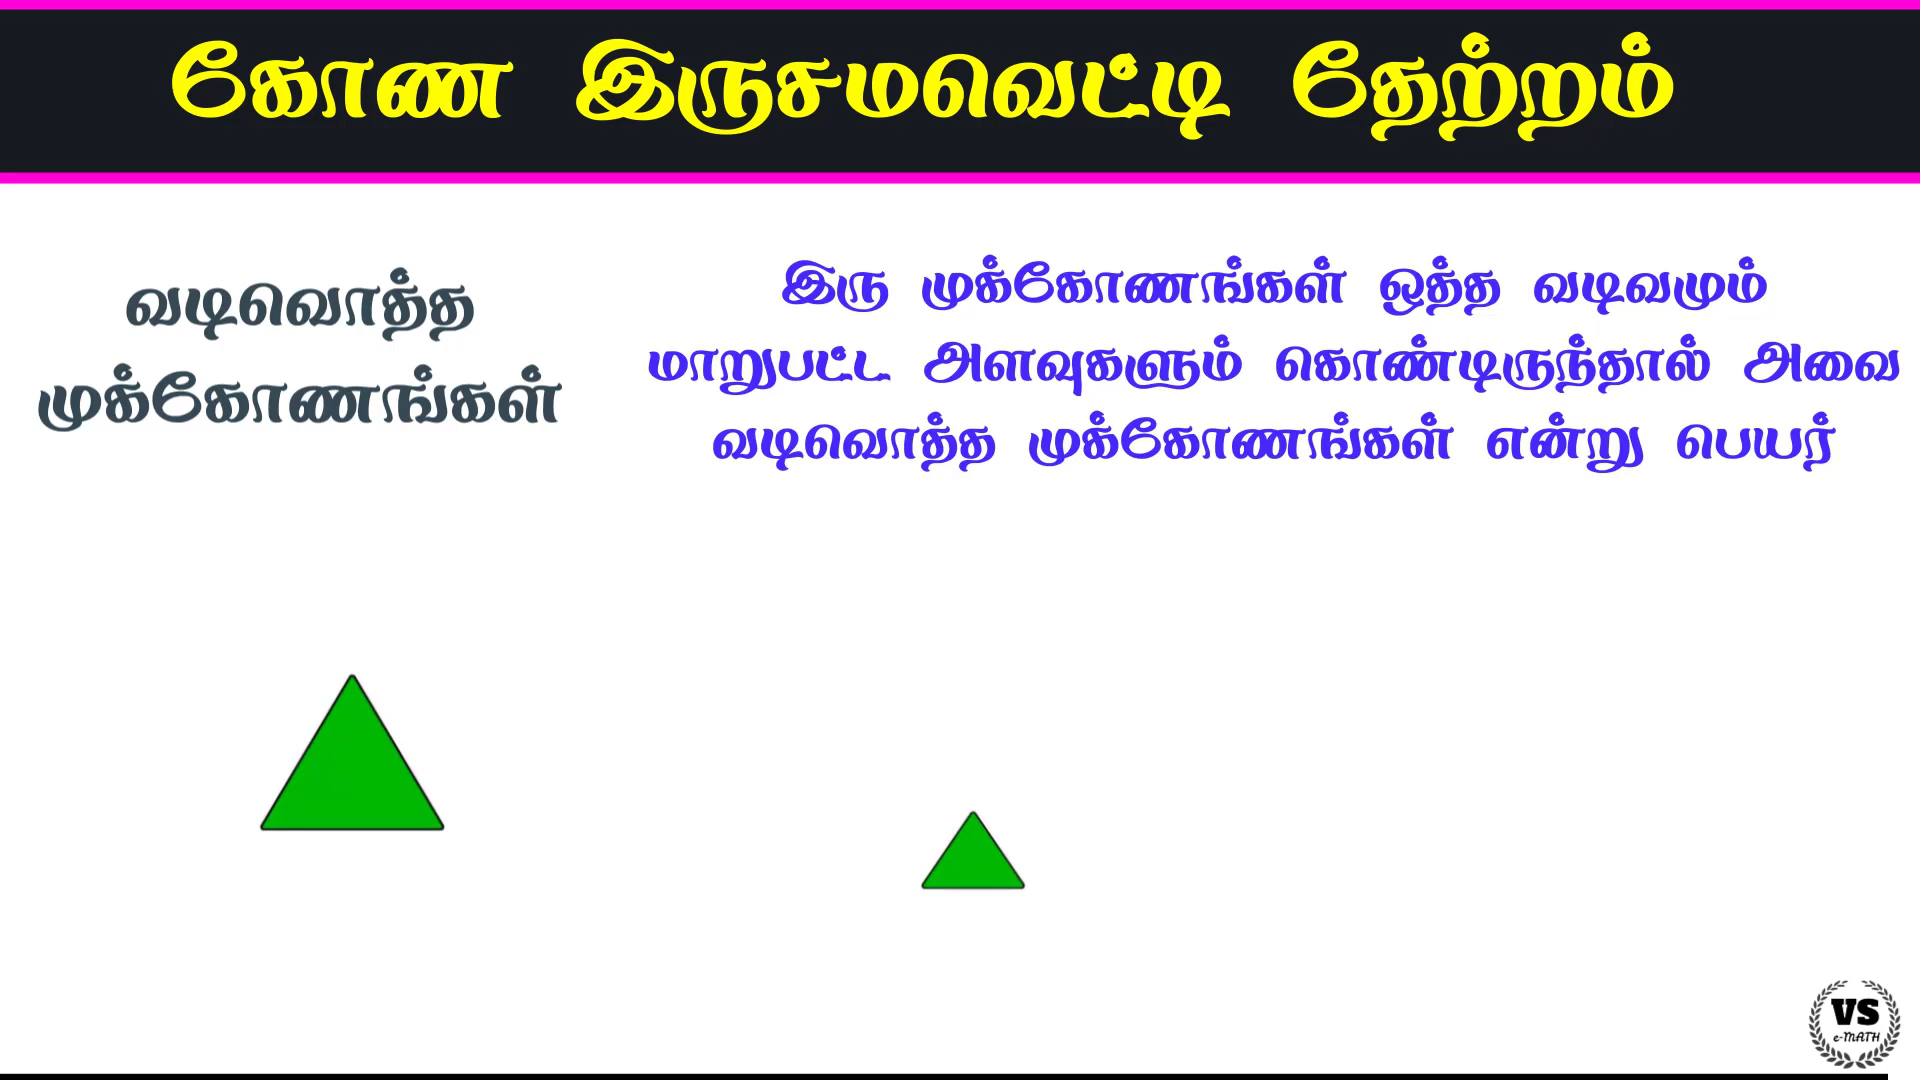 கோண இருசமவெட்டி தேற்றம்
வடிவொத்த
முக்கோணங்கள்
இரு முக்கோணங்கள் ஒத்த வடிவமும்
மாறுபட்ட அளவுகளும் கொண்டிருந்தால் அவை
வடிவொத்த முக்கோணங்கள் என்று பெயர்
VS
e-MATH